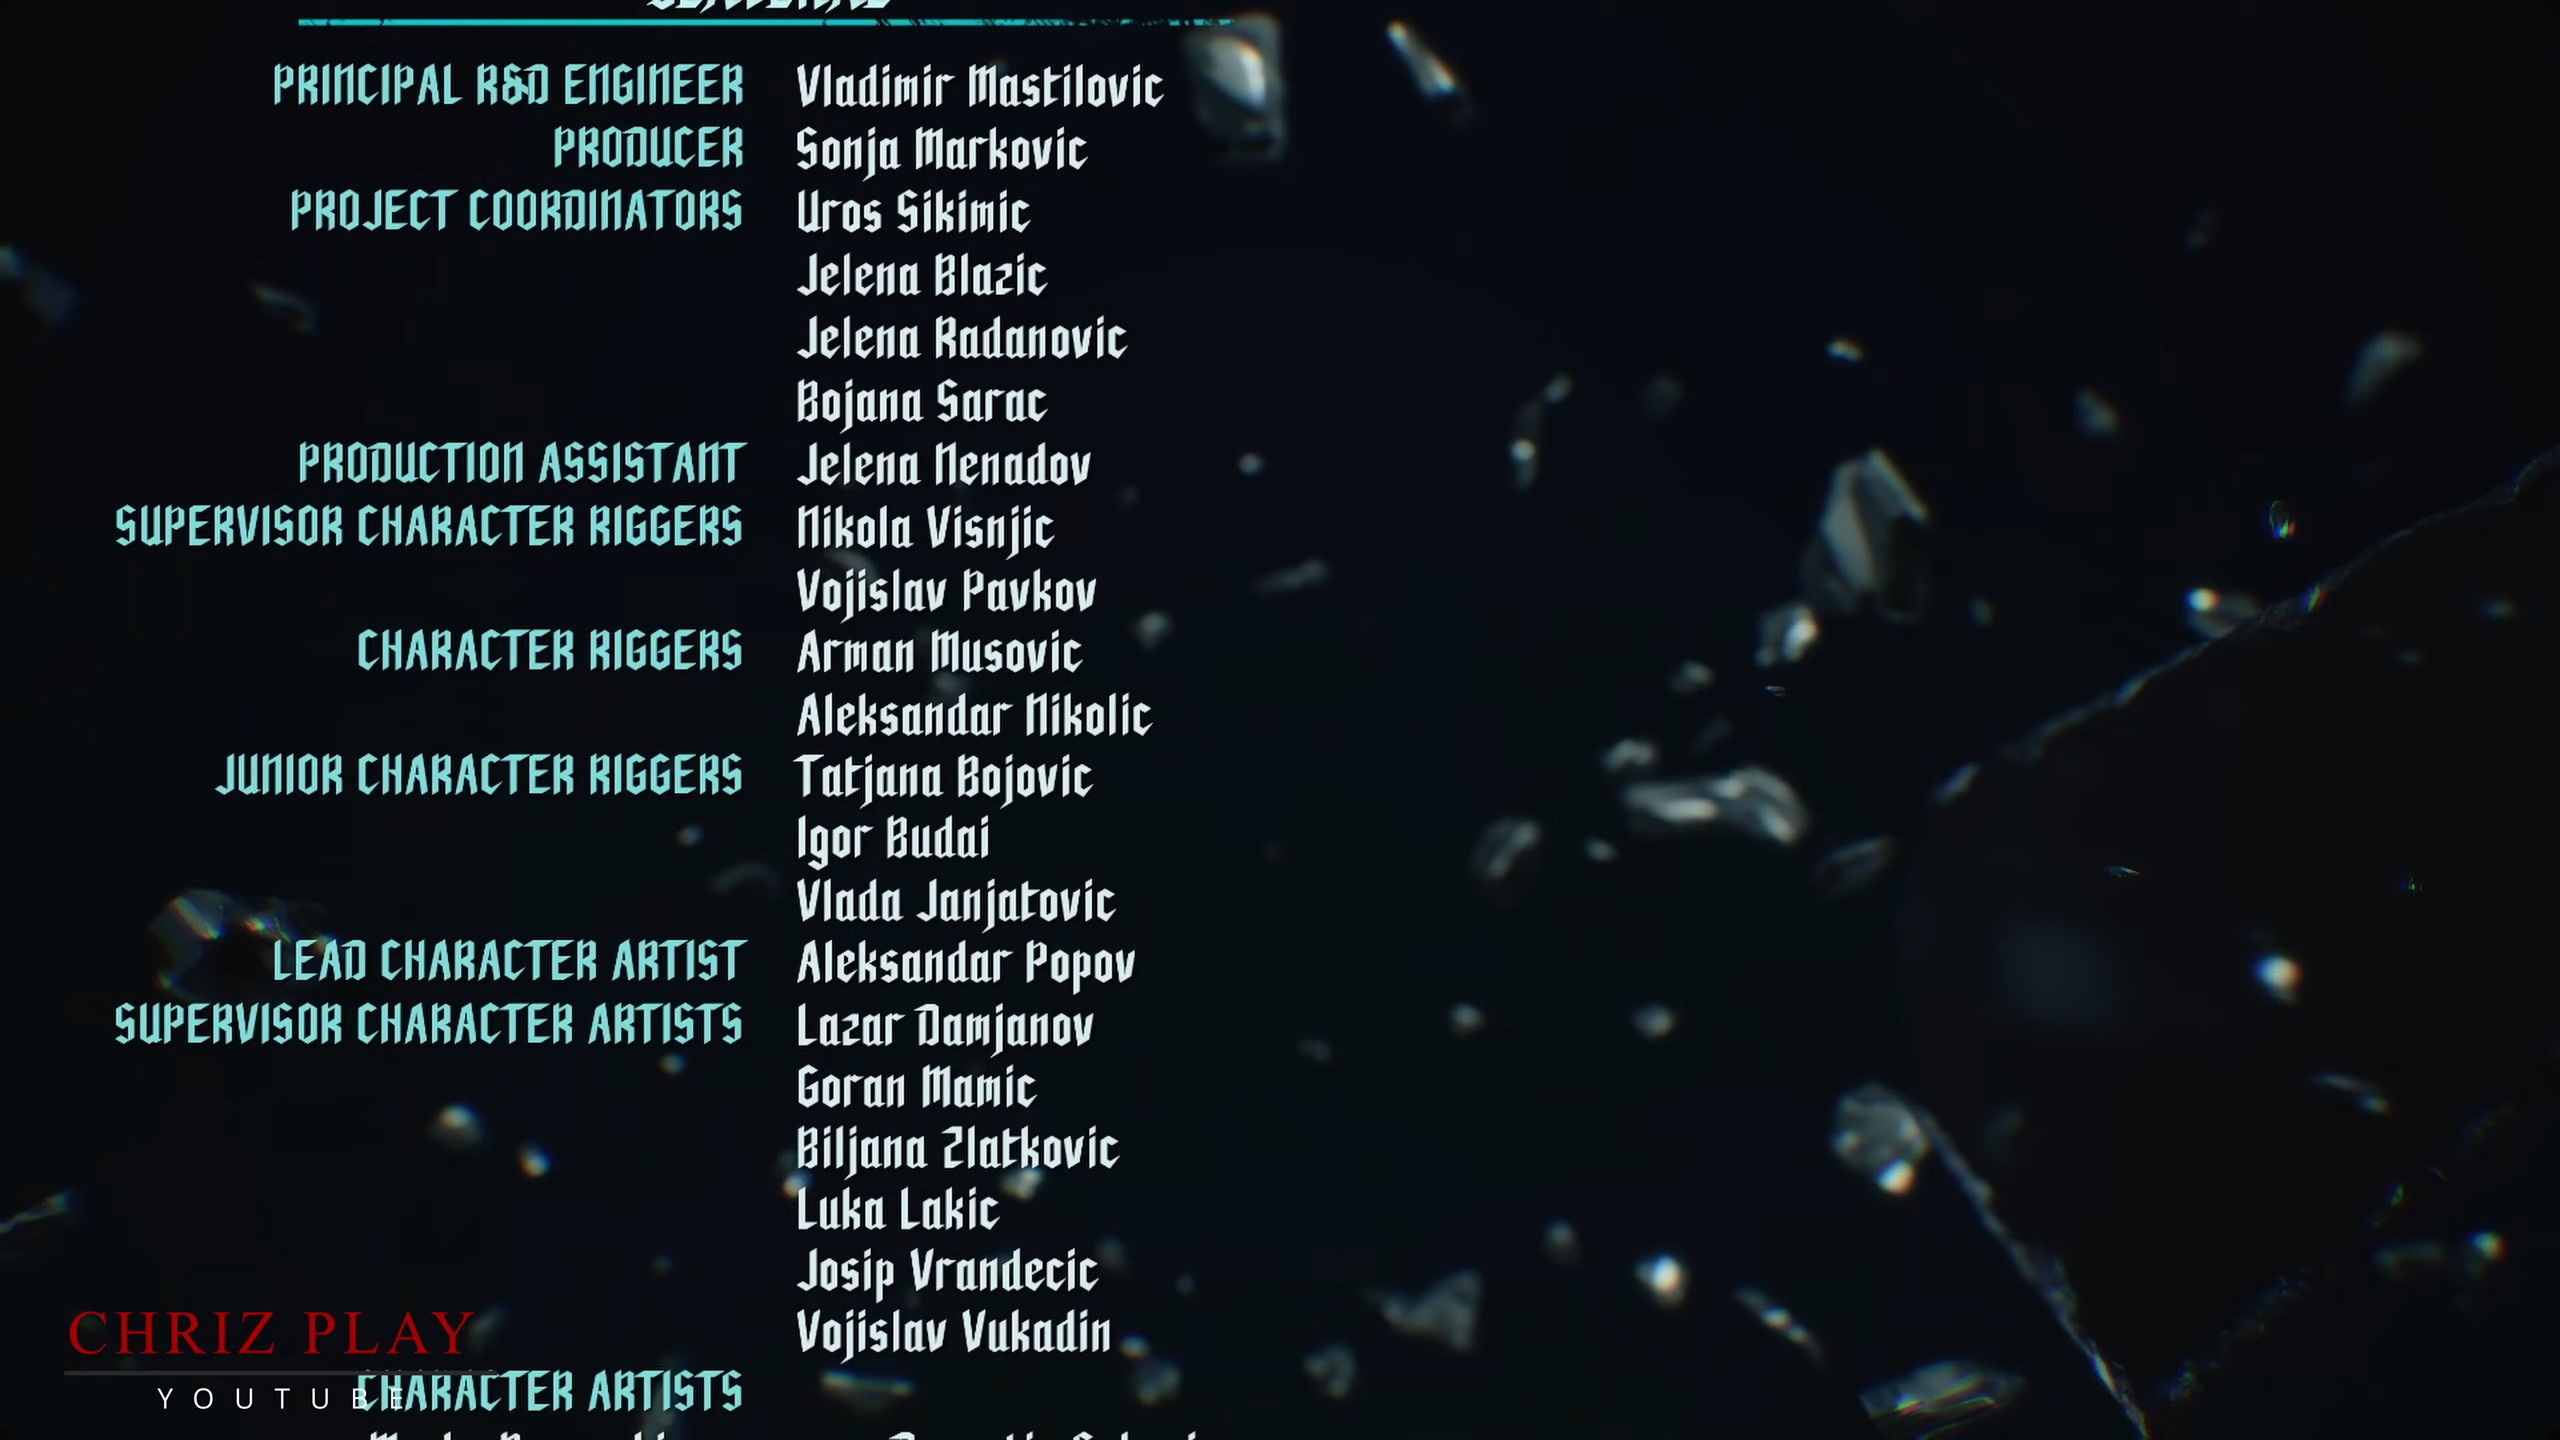 PRINCIPAL R&D ENGINEER Vladimir Mastilovic
PRODUCER Sonja Markovic
PROJECT COORDINATORS Uros Sikimic
Jelena Blazic
Jelena Radanovic
Bojana Sarac
PRODUCTION ASSISTANT Jelena Nenadov
SUPERVISOR CHARACTER RIGGERS Nikola Visnjic
Vojislav Pavkov
CHARACTER RIGGERS Arman Musovic
Aleksandar Nikolic
JUNIOR CHARACTER RIGGERS Tatjana Bojovic
Igor Budai
Vlada Janjatovic
LEAD CHARACTER ARTIST Aleksandar Popov
SUPERVISOR CHARACTER ARTISTS Lazar Damjanov
Goran Mamic
Biljana Zlatkovic
Luka Lakic
Josip Vrandecic
Vojislav Vukadin
CHARACTER ARTISTS
CHRIZ PLAY
YOUTUBE